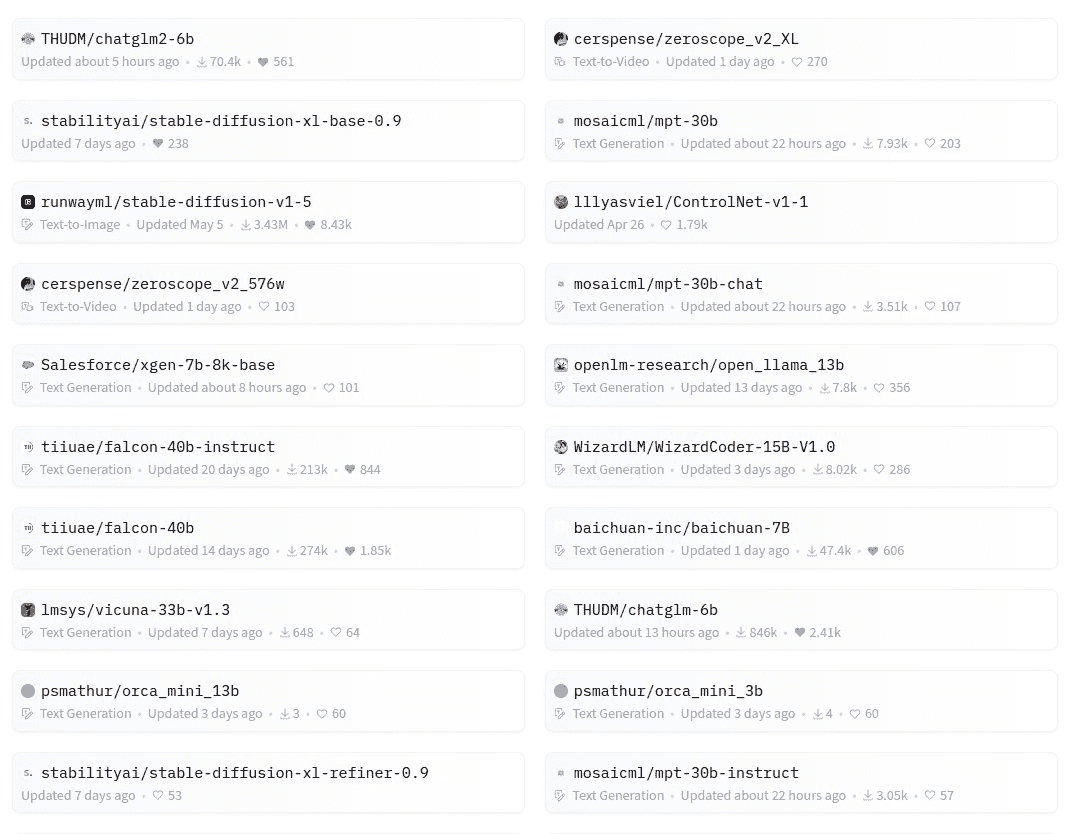 THUDM/chatglm2-6b
Updated about 5 hours ago • 70.4k • 561
cerspense/zeroscope_v2_XL
Text-to-Video • Updated 1 day ago • 270
stabilityai/stable-diffusion-xl-base-0.9
Updated 7 days ago • 238
mosaicml/mpt-30b
Text Generation • Updated about 22 hours ago • 7.93k • 203
runwayml/stable-diffusion-v1-5
Text-to-Image • Updated May 5 • 3.43M • 8.43k
lllyasviel/ControlNet-v1-1
Updated Apr 26 • 1.79k
cerspense/zeroscope_v2_576w
Text-to-Video • Updated 1 day ago • 103
mosaicml/mpt-30b-chat
Text Generation • Updated about 22 hours ago • 3.51k • 107
Salesforce/xgen-7b-8k-base
Text Generation • Updated about 8 hours ago • 101
openlm-research/open_llama_13b
Text Generation • Updated 13 days ago • 7.8k • 356
tiiuae/falcon-40b-instruct
Text Generation • Updated 20 days ago • 213k • 844
WizardLM/WizardCoder-15B-V1.0
Text Generation • Updated 3 days ago • 8.02k • 286
tiiuae/falcon-40b
Text Generation • Updated 14 days ago • 274k • 1.85k
baichuan-inc/baichuan-7B
Text Generation • Updated 1 day ago • 47.4k • 606
lmsys/vicuna-33b-v1.3
Text Generation • Updated 7 days ago • 648 • 64
THUDM/chatglm-6b
Updated about 13 hours ago • 846k • 2.41k
psmathur/orca_mini_13b
Text Generation • Updated 3 days ago • 3 • 60
psmathur/orca_mini_3b
Text Generation • Updated 3 days ago • 4 • 60
S. stabilityai/stable-diffusion-xl-refiner-0.9
Updated 7 days ago • 53
mosaicml/mpt-30b-instruct
Text Generation • Updated about 22 hours ago • 3.05k • 57